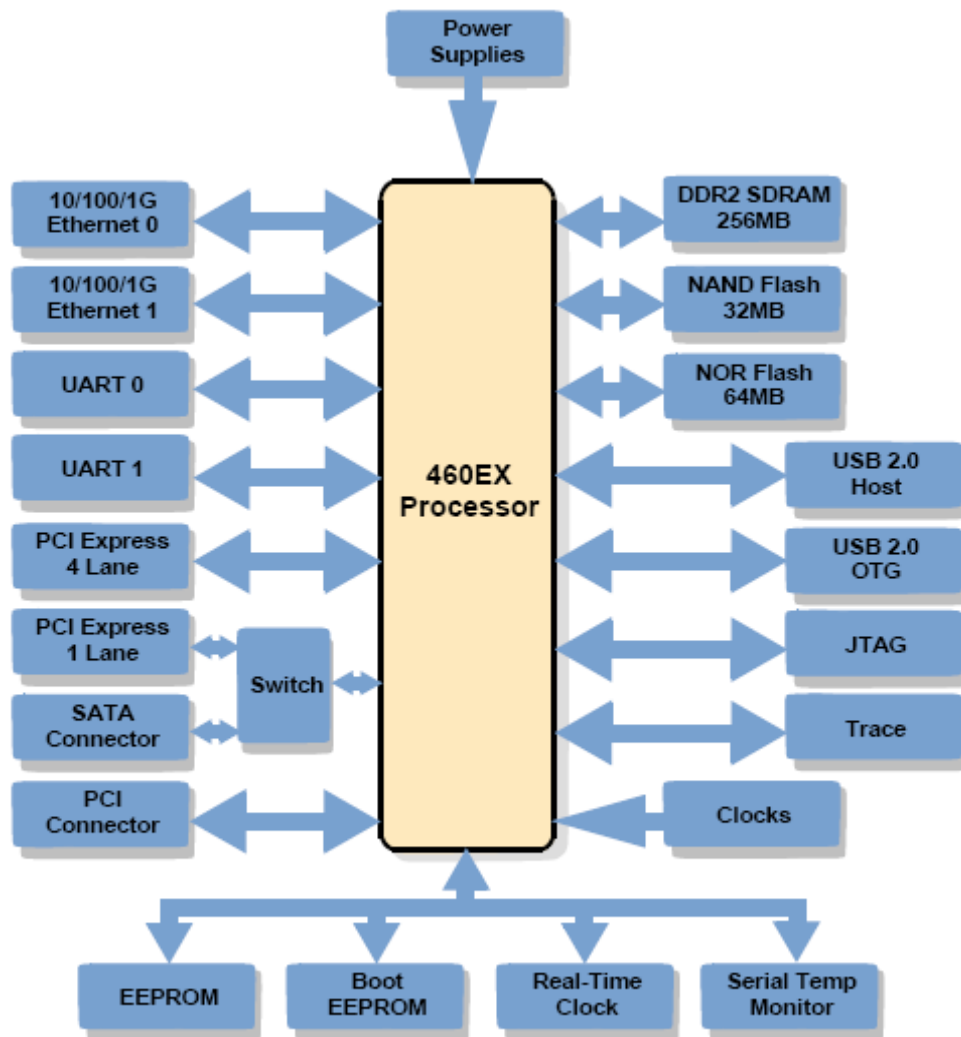 Power
Supplies
10/100/1G
Ethernet 0
10/100/1G
Ethernet 1
UART 0
UART 1
PCI Express
4 Lane
PCI Express
1 Lane
Switch
SATA
Connector
PCI
Connector
460EX
Processor
DDR2 SDRAM
256MB
NAND Flash
32MB
NOR Flash
64MB
USB 2.0
Host
USB 2.0
OTG
JTAG
Trace
Clocks
EEPROM
Boot
EEPROM
Real-Time
Clock
Serial Temp
Monitor